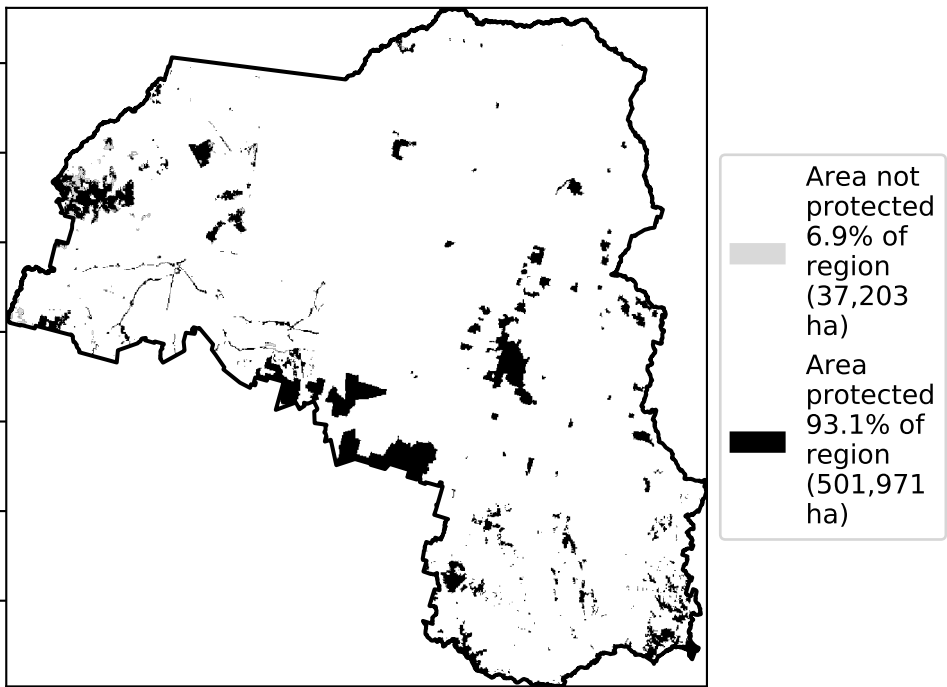 Area not
protected
6.9% of
region
(37,203
ha)
Area
protected
93.1% of
region
(501,971
ha)